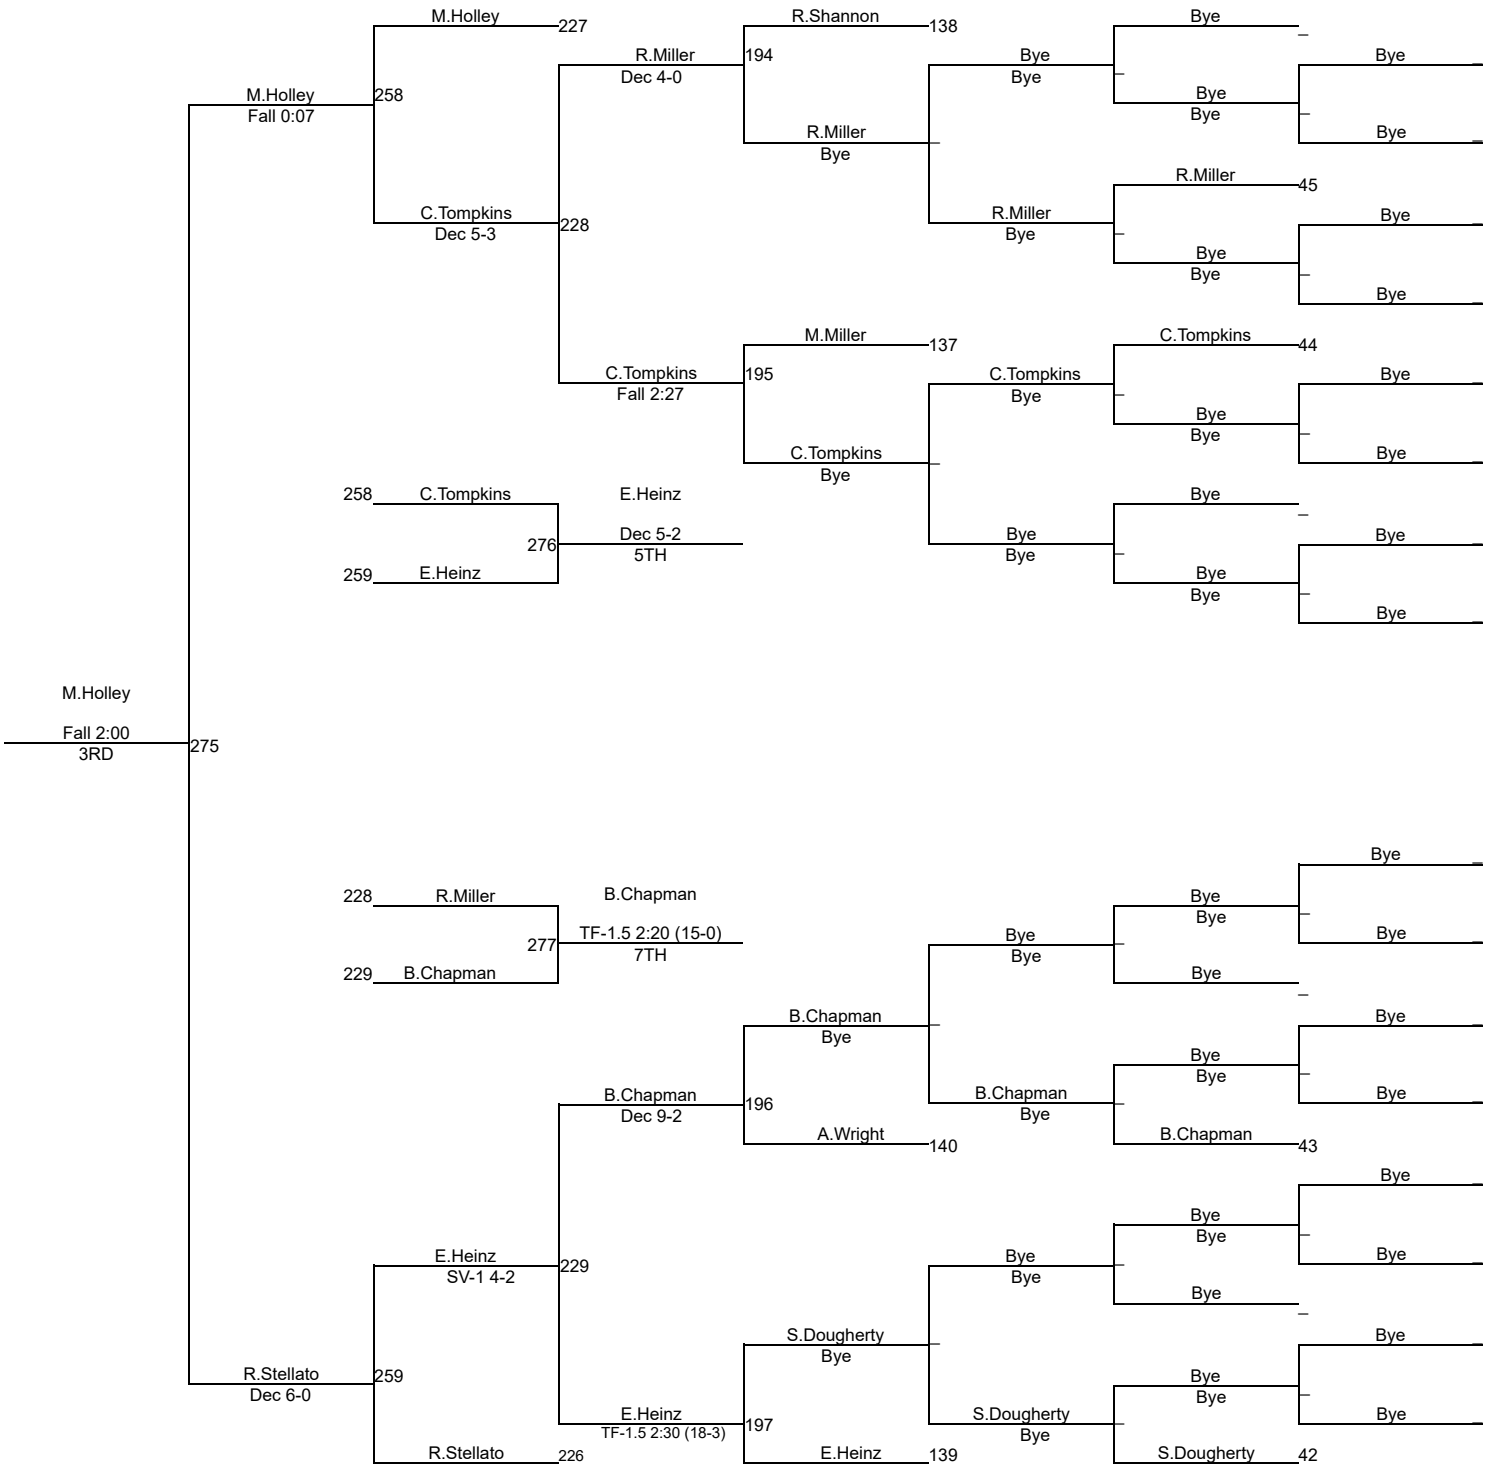 M.Holley R.Shannon Bye
227 138 _
R.Miller 194 Bye Bye _
Dec 4-0 Bye _
M.Holley 258 Bye
Fall 0:07 Bye _
R.Miller Bye _
Bye _
R.Miller 45
C.Tompkins R.Miller Bye _
Dec 5-3 228 Bye _
Bye
Bye _
Bye _
M.Miller 137 C.Tompkins 44
C.Tompkins 195 C.Tompkins Bye _
Fall 2:27 Bye _
Bye
Bye _
C.Tompkins Bye _
Bye _
258 C.Tompkins E.Heinz Bye _
276 Dec 5-2 Bye Bye _
5TH Bye _
259 E.Heinz Bye
Bye _
Bye _
M.Holley
Fall 2:00
3RD 275
Bye _
228 R.Miller B.Chapman Bye
Bye _
277 TF-1.5 2:20 (15-0) Bye Bye _
7TH Bye _
229 B.Chapman Bye _
B.Chapman Bye _
Bye _
Bye
Bye _
B.Chapman 196 B.Chapman Bye _
Dec 9-2 Bye _
A.Wright 140 B.Chapman 43
Bye _
Bye
Bye _
E.Heinz 229 Bye Bye _
SV-1 4-2 Bye _
Bye _
S.Dougherty Bye _
Bye _
R.Stellato 259 Bye
Dec 6-0 Bye _
E.Heinz 197 S.Dougherty Bye _
TF-1.5 2:30 (18-3) Bye _
R.Stellato 226 E.Heinz 139 S.Dougherty 42